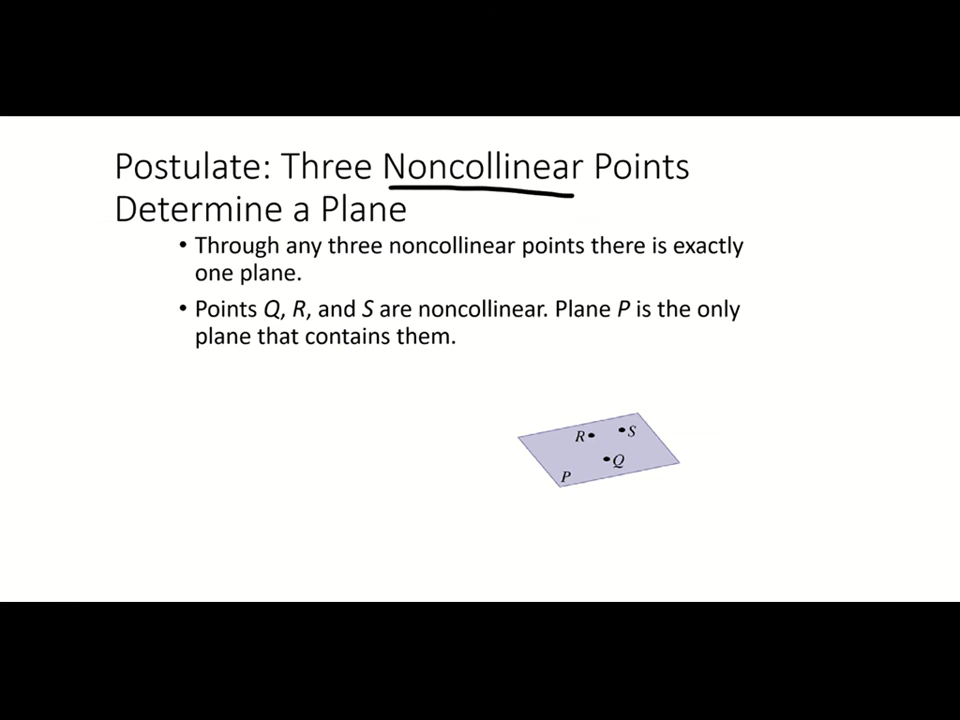 Postulate: Three Noncollinear Points
Determine a Plane
• Through any three noncollinear points there is exactly
one plane.
• Points Q, R, and S are noncollinear. Plane P is the only
plane that contains them.
R
S
Q
P